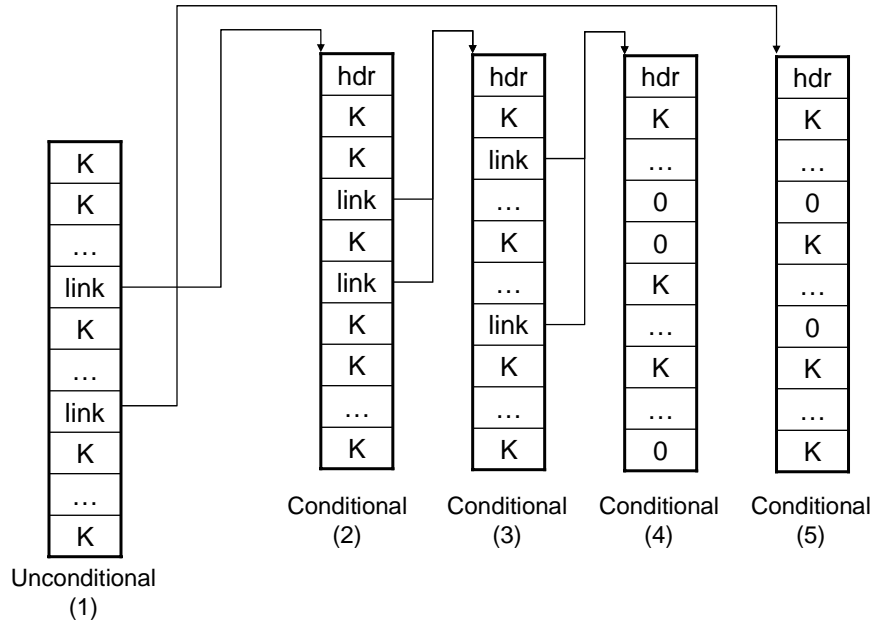 K
K
…
link
K
…
link
K
…
K
Unconditional
(1)
hdr
K
K
link
K
link
K
K
…
K
Conditional
(2)
hdr
K
link
…
K
…
link
K
…
K
Conditional
(3)
hdr
K
…
0
0
K
…
K
…
0
Conditional
(4)
hdr
K
…
0
K
…
0
K
…
K
Conditional
(5)